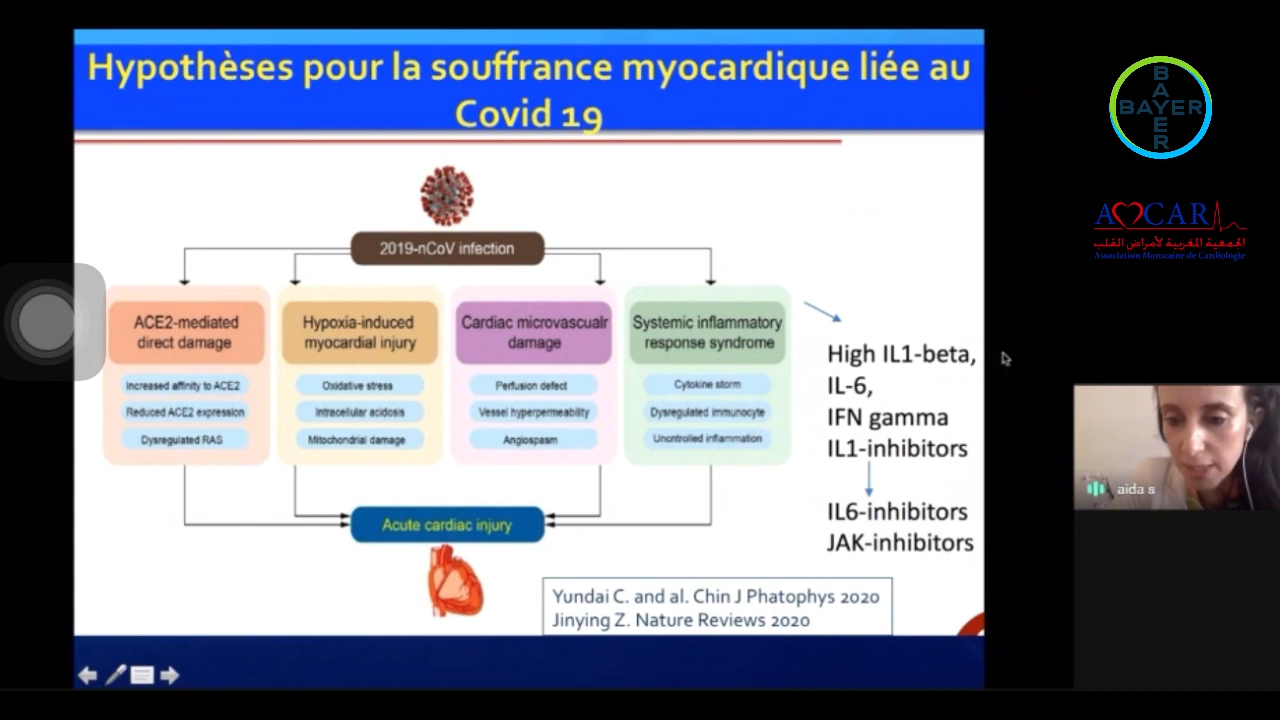 Hypothèses pour la souffrance myocardique liée au
Covid 19
2019-nCoV infection
ACE2-mediated
direct damage
Increased affinity to ACE2
Reduced ACE2 expression
Dysregulated RAS
Hypoxia-induced
myocardial injury
Oxidative stress
Intracellular acidosis
Mitochondrial damage
Cardiac microvascualr
damage
Perfusion defect
Vessel hyperpermeability
Angiospasm
Systemic inflammatory
response syndrome
Cytokine storm
Dysregulated immunocyte
Uncntrolled inflammation
High IL1-beta,
IL-6,
IFN gamma
IL1-inhibitors
IL6-inhibitors
JAK-inhibitors
Acute cardiac injury
Yundai C. and al. Chin J Phatophys 2020
Jinying Z. Nature Reviews 2020
BAYER
BAYER
AMCAR
الجمعية المغربية لأمراض القلب
Association Marocaine de Cardiologie
aida s